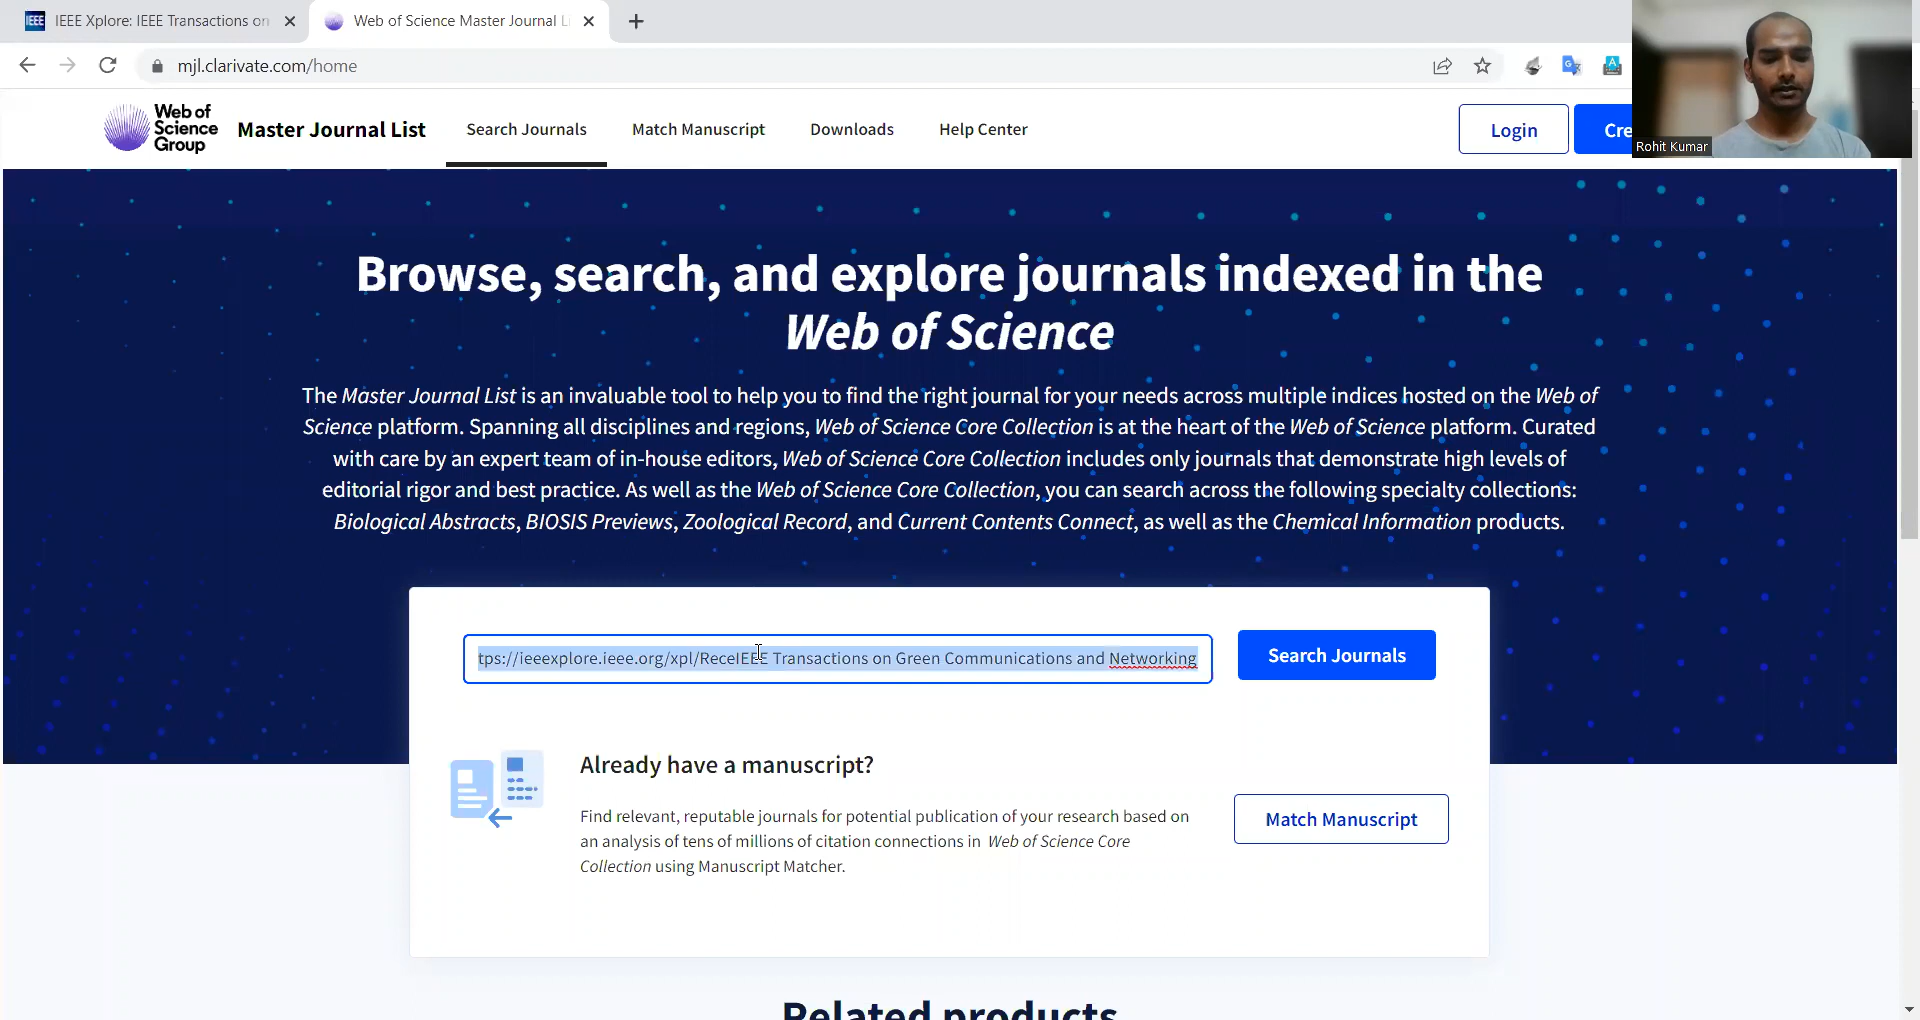 IEEE
IEEE Xplore: IEEE Transactions on
Web of Science Master Journal L
mjl.clarivate.com/home
Rohit Kumar
Web of
Science
Group
Master Journal List
Search Journals
Match Manuscript
Downloads
Help Center
Login
Cre
Browse, search, and explore journals indexed in the
Web of Science
The Master Journal List is an invaluable tool to help you to find the right journal for your needs across multiple indices hosted on the Web of
Science platform. Spanning all disciplines and regions, Web of Science Core Collection is at the heart of the Web of Science platform. Curated
with care by an expert team of in-house editors, Web of Science Core Collection includes only journals that demonstrate high levels of
editorial rigor and best practice. As well as the Web of Science Core Collection, you can search across the following specialty collections:
Biological Abstracts, BIOSIS Previews, Zoological Record, and Current Contents Connect, as well as the Chemical Information products.
tps://ieeexplore.ieee.org/xpl/ReceIEEE Transactions on Green Communications and Networking
Search Journals
Already have a manuscript?
Find relevant, reputable journals for potential publication of your research based on
an analysis of tens of millions of citation connections in Web of Science Core
Collection using Manuscript Matcher.
Match Manuscript
Related products